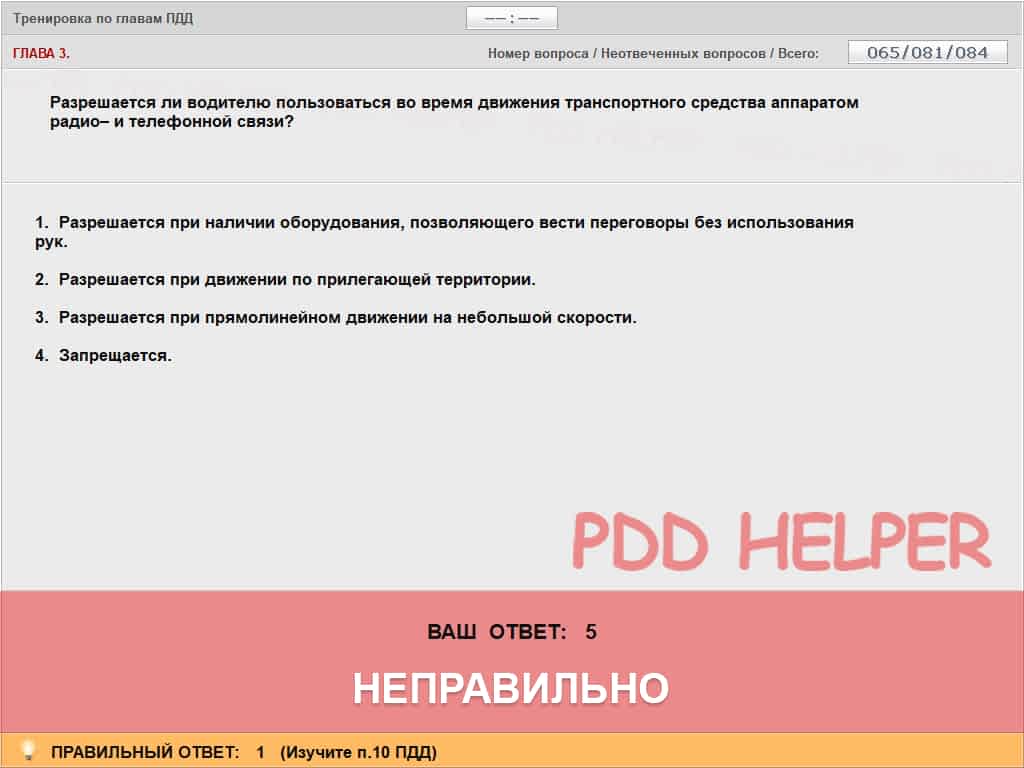 Тренировка по главам ПДД
–– : ––
ГЛАВА 3.
Номер вопроса / Неотвеченных вопросов / Всего:
065/081/084
Разрешается ли водителю пользоваться во время движения транспортного средства аппаратом
радио– и телефонной связи?
1. Разрешается при наличии оборудования, позволяющего вести переговоры без использования
рук.
2. Разрешается при движении по прилегающей территории.
3. Разрешается при прямолинейном движении на небольшой скорости.
4. Запрещается.
PDD HELPER
ВАШ ОТВЕТ: 5
НЕПРАВИЛЬНО
ПРАВИЛЬНЫЙ ОТВЕТ: 1 (Изучите п.10 ПДД)